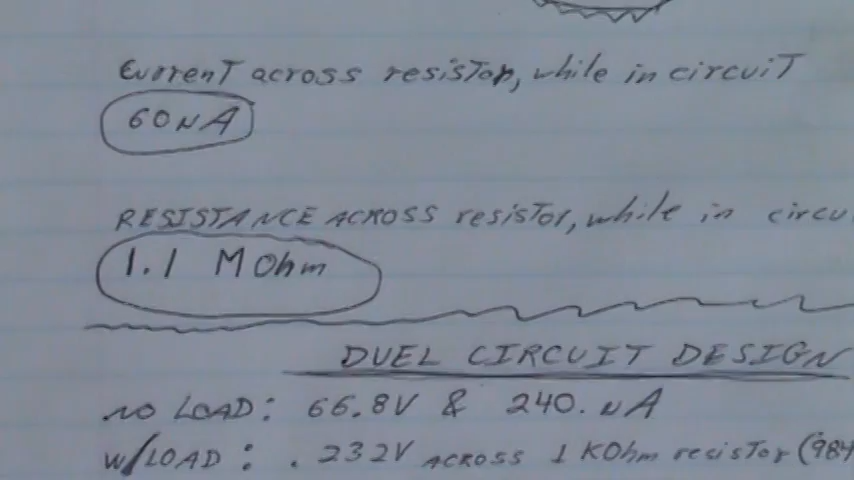 Current across resistor, while in circuit
60NA
RESISTANCE ACROSS resistor, while in
1.1 MOhm
DUEL CIRCUIT DESIGN
NO LOAD: 66.8V & 240. NA
W/LOAD: .232V ACROSS 1 KOhm resistor (984